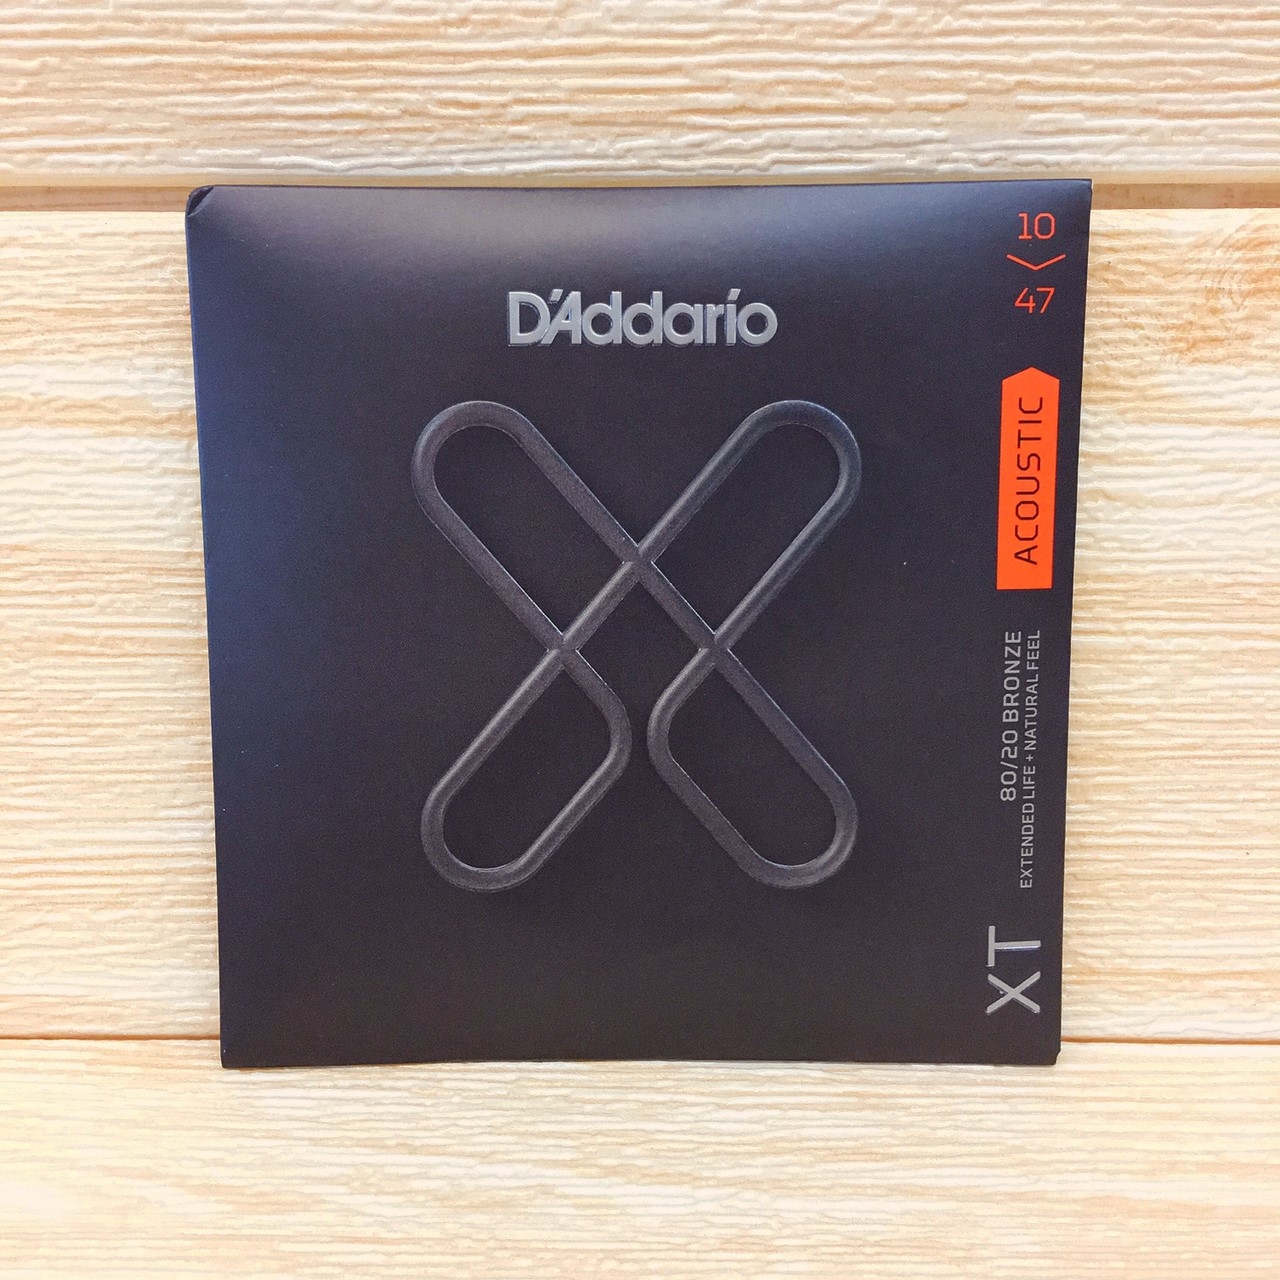 D'Addario
10
47
ACOUSTIC
80/20 BRONZE
EXTENDED LIFE + NATURAL FEEL
XT